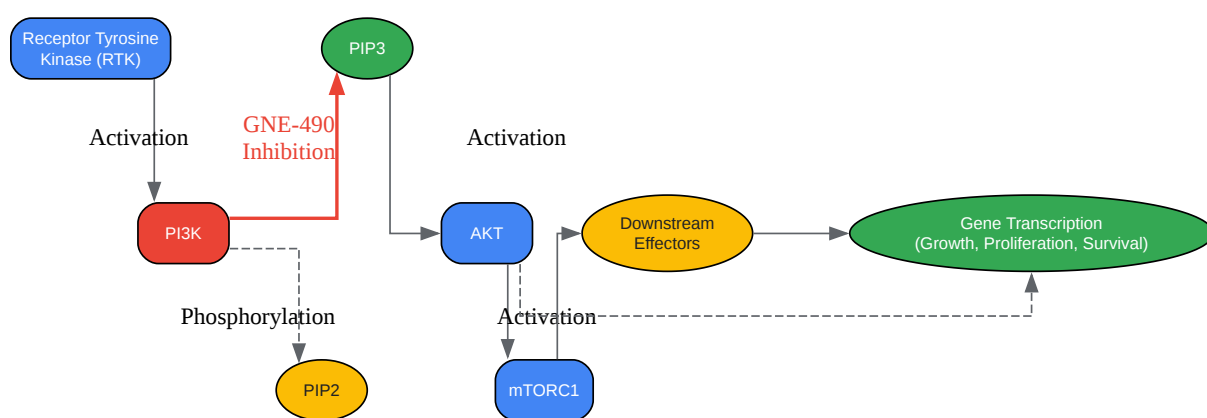 Receptor Tyrosine
Kinase (RTK)
PIP3
Activation
GNE-490
Inhibition
Activation
PI3K
AKT
Downstream
Effectors
Gene Transcription
(Growth, Proliferation, Survival)
Phosphorylation
Activation
PIP2
mTORC1